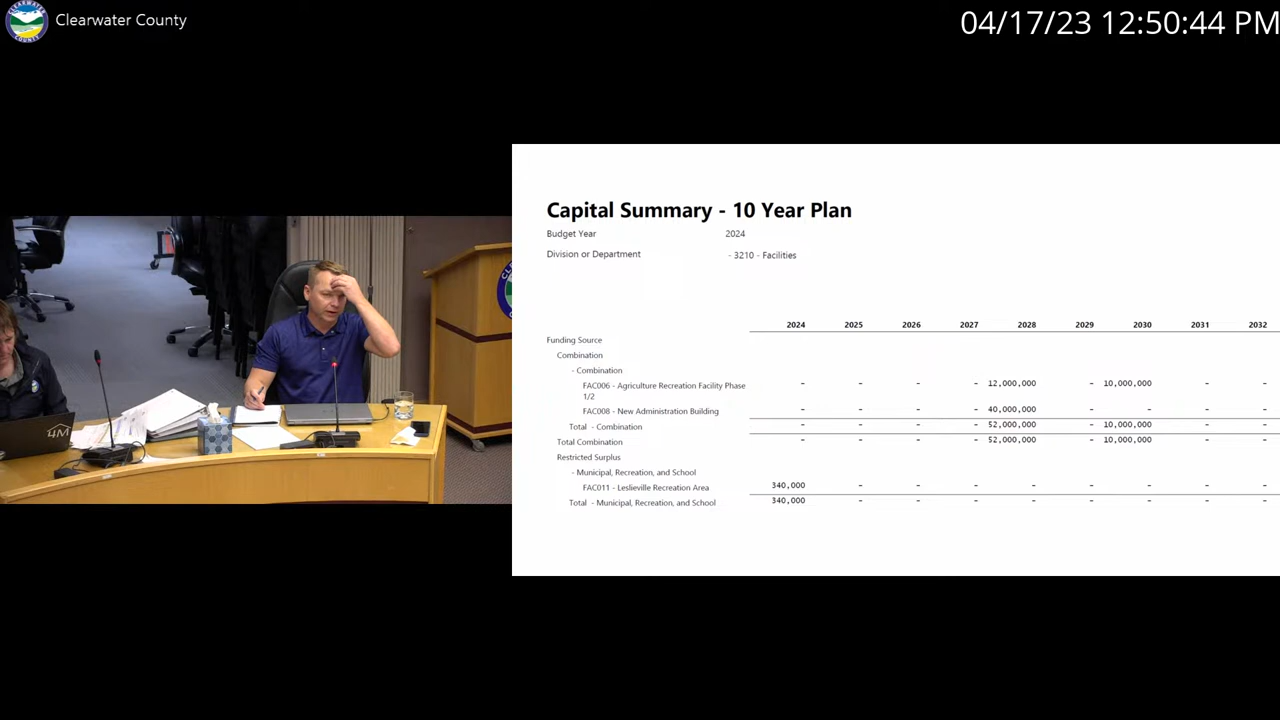 Clearwater County
04/17/23 12:50:44 PM
COUNTY
Capital Summary - 10 Year Plan
Budget Year 2024
Division or Department - 3210 - Facilities
2024 2025 2026 2027 2028 2029 2030 2031 2032
Funding Source
Combination
- Combination
FAC006 - Agriculture Recreation Facility Phase 1/2 - - - - 12,000,000 - 10,000,000 - -
FAC008 - New Administration Building - - - - 40,000,000 - - - -
Total - Combination - - - - 52,000,000 - 10,000,000 - -
Total Combination - - - - 52,000,000 - 10,000,000 - -
Restricted Surplus
- Municipal, Recreation, and School
FAC011 - Leslieville Recreation Area 340,000 - - - - - - - -
Total - Municipal, Recreation, and School 340,000 - - - - - - - -